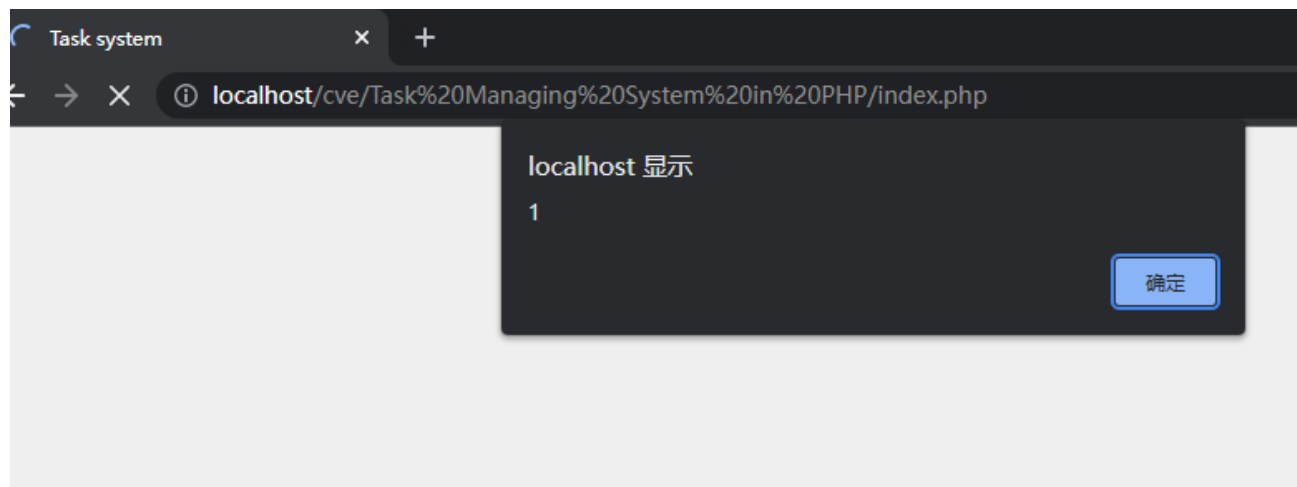 Task system
localhost/cve/Task%20Managing%20System%20in%20PHP/index.php
localhost 显示
1
确定